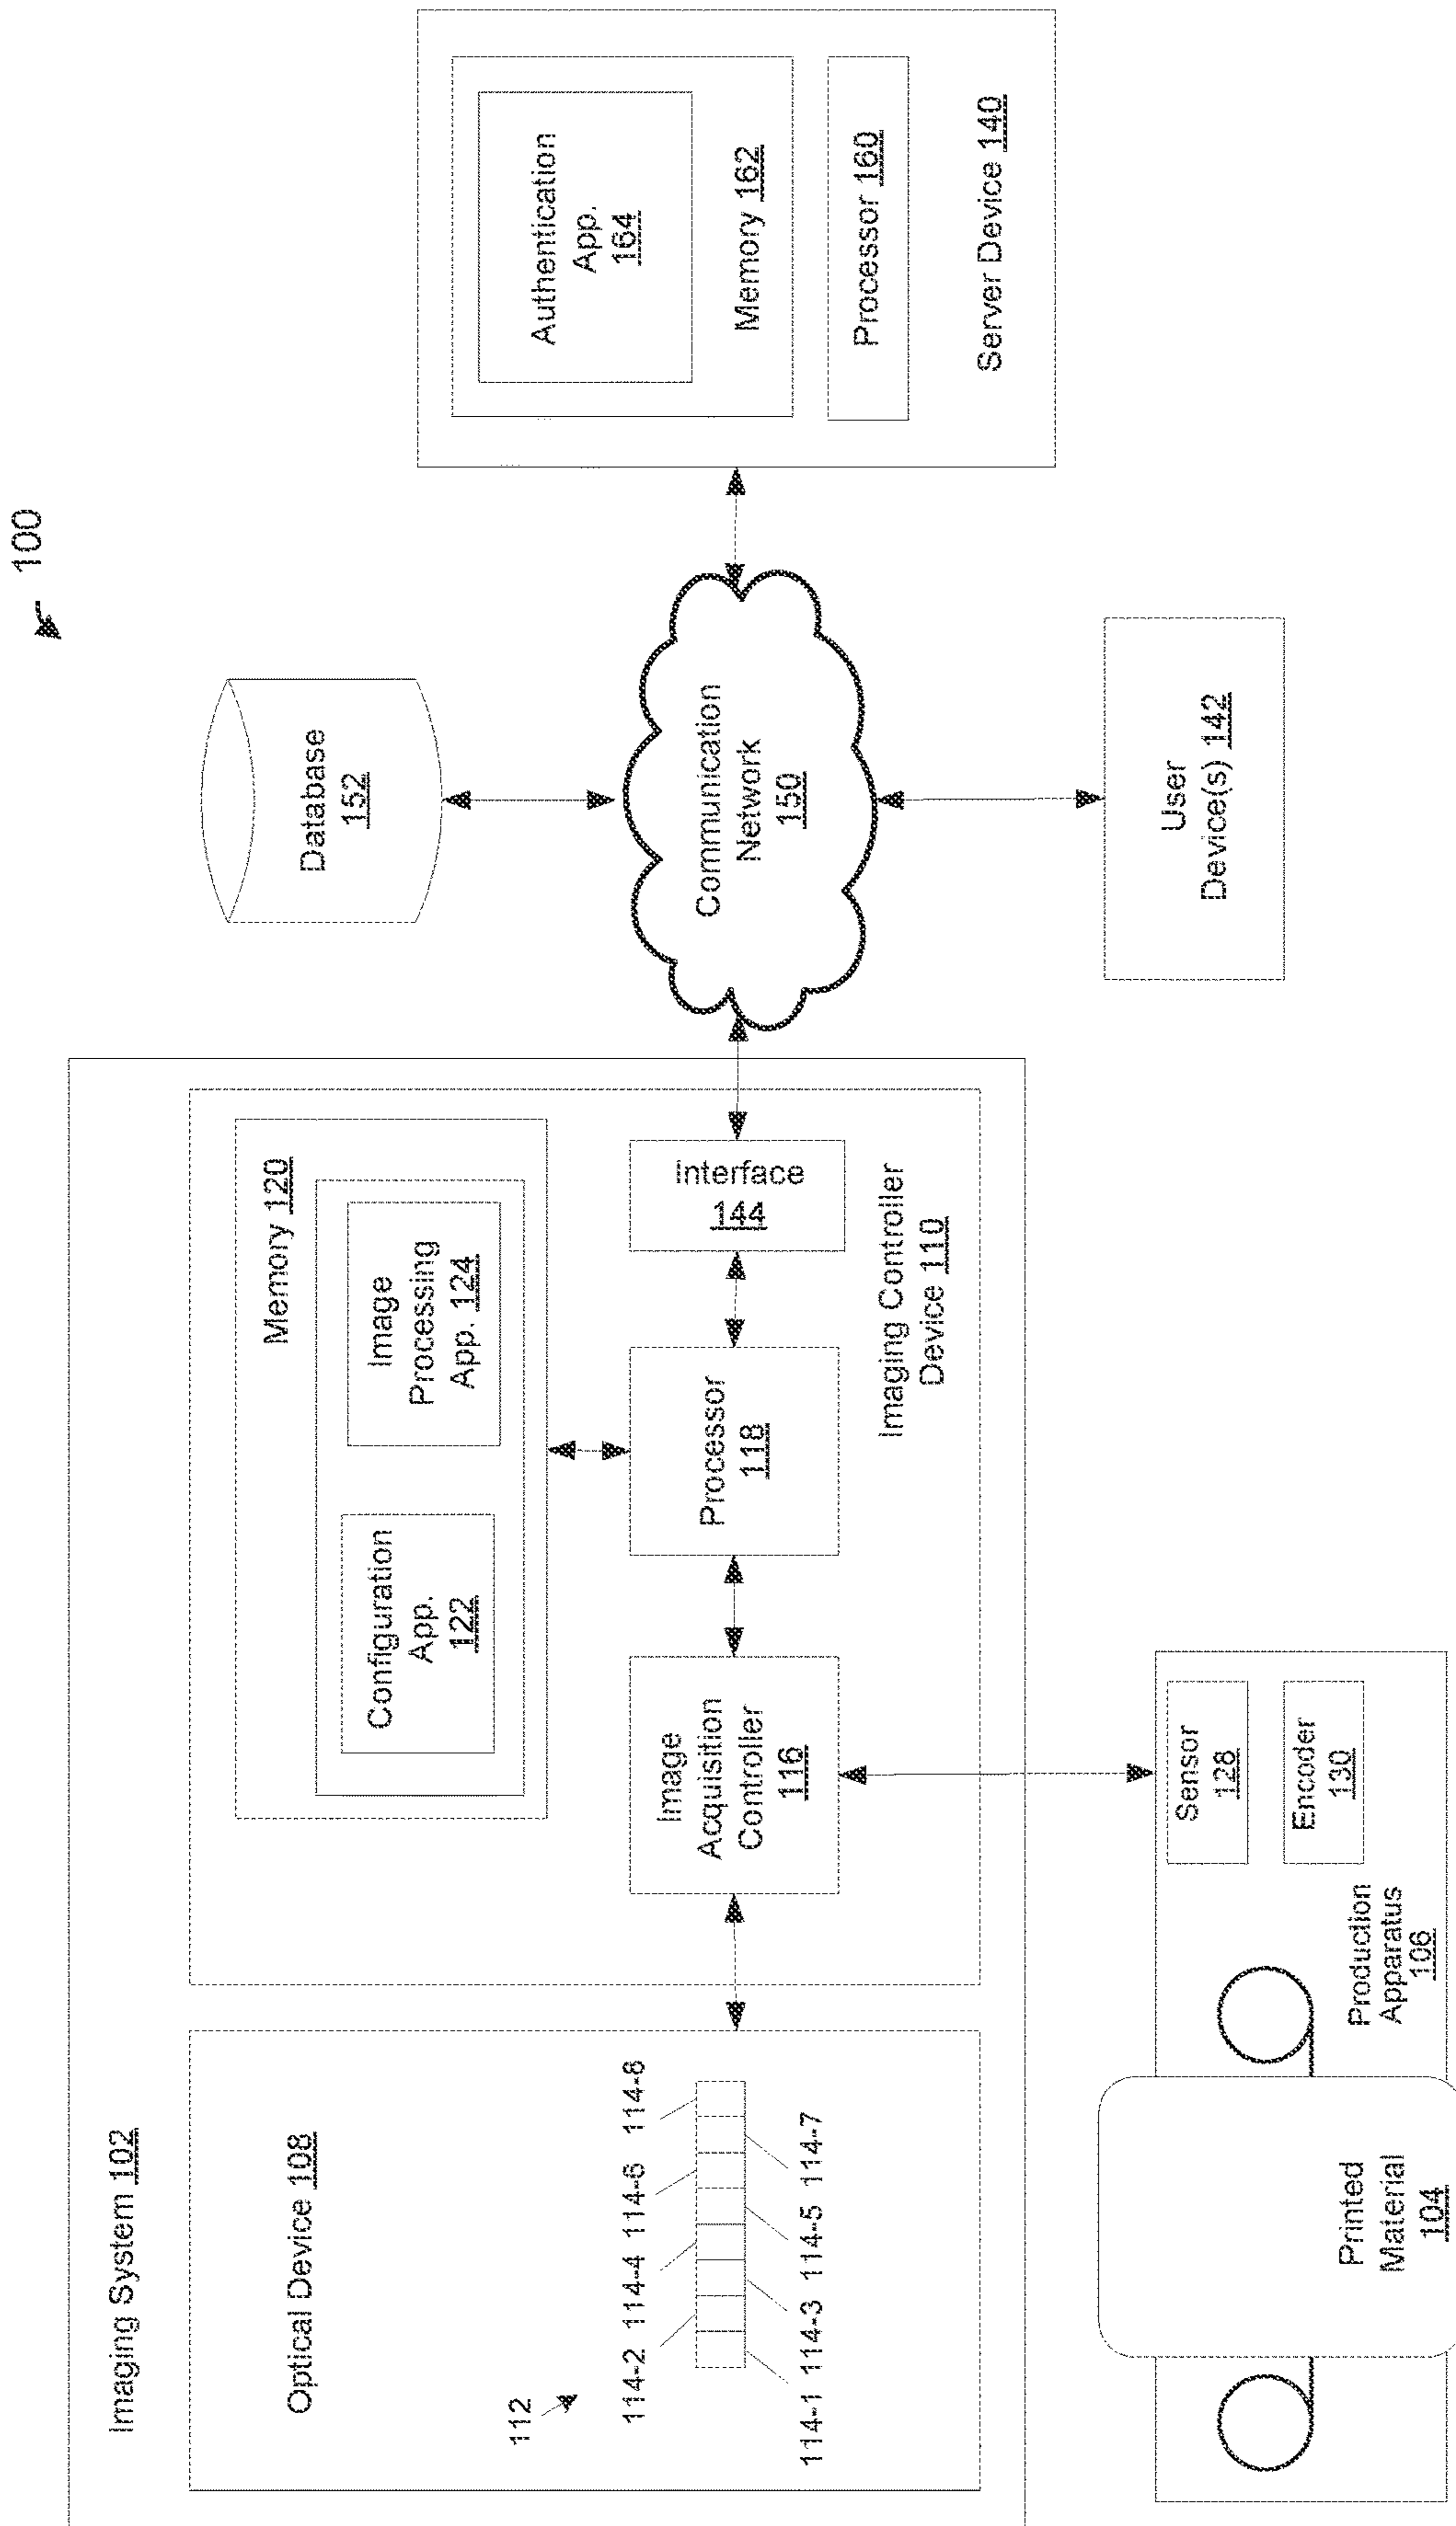 100
Imaging System 102
Optical Device 108
112
114-2
114-4
114-6
114-8
114-1
114-3
114-5
114-7
Memory 120
Configuration
App.
122
Image
Processing
App. 124
Image
Acquisition
Controller
116
Processor
118
Interface
144
Imaging Controller
Device 110
Database
152
Communication
Network
150
User
Device(s) 142
Authentication
App.
164
Memory 162
Processor 160
Server Device 140
Printed
Material
104
Production
Apparatus
106
Sensor
128
Encoder
130